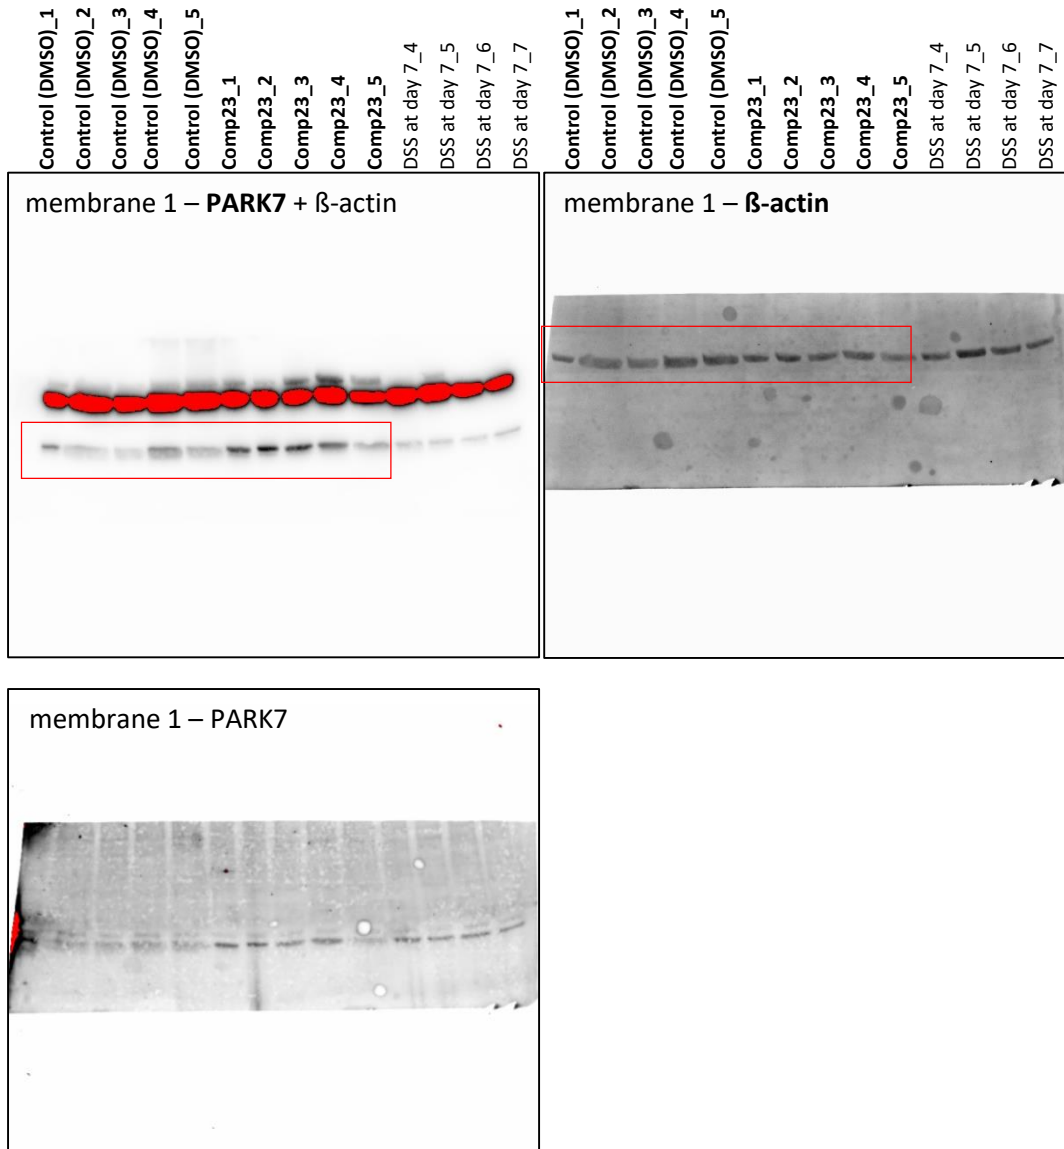 Control (DMSO)_1
Control (DMSO)_2
Control (DMSO)_3
Control (DMSO)_4
Control (DMSO)_5
Comp23_1
Comp23_2
Comp23_3
Comp23_4
Comp23_5
DSS at day 7_4
DSS at day 7_5
DSS at day 7_6
DSS at day 7_7
Control (DMSO)_1
Control (DMSO)_2
Control (DMSO)_3
Control (DMSO)_4
Control (DMSO)_5
Comp23_1
Comp23_2
Comp23_3
Comp23_4
Comp23_5
DSS at day 7_4
DSS at day 7_5
DSS at day 7_6
DSS at day 7_7
membrane 1 – PARK7 + ß-actin
membrane 1 – ß-actin
membrane 1 – PARK7